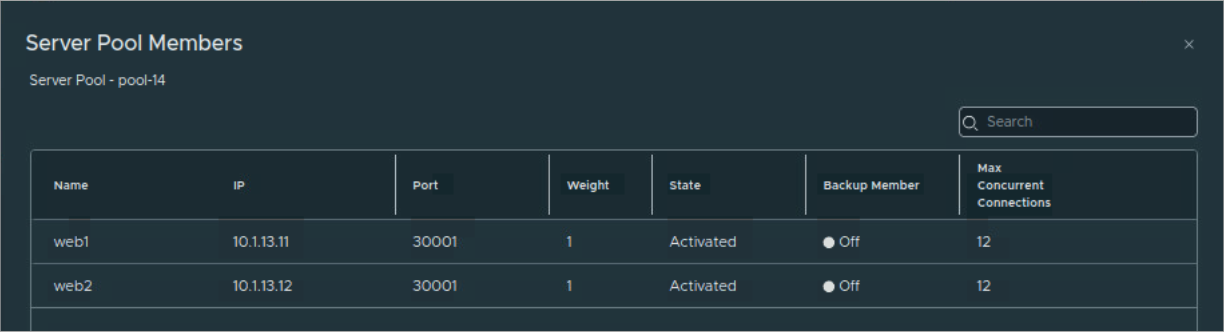 Server Pool Members
Server Pool - pool-14
Search
Name IP Port Weight State Backup Member Max Concurrent Connections
web1 10.1.13.11 30001 1 Activated Off 12
web2 10.1.13.12 30001 1 Activated Off 12